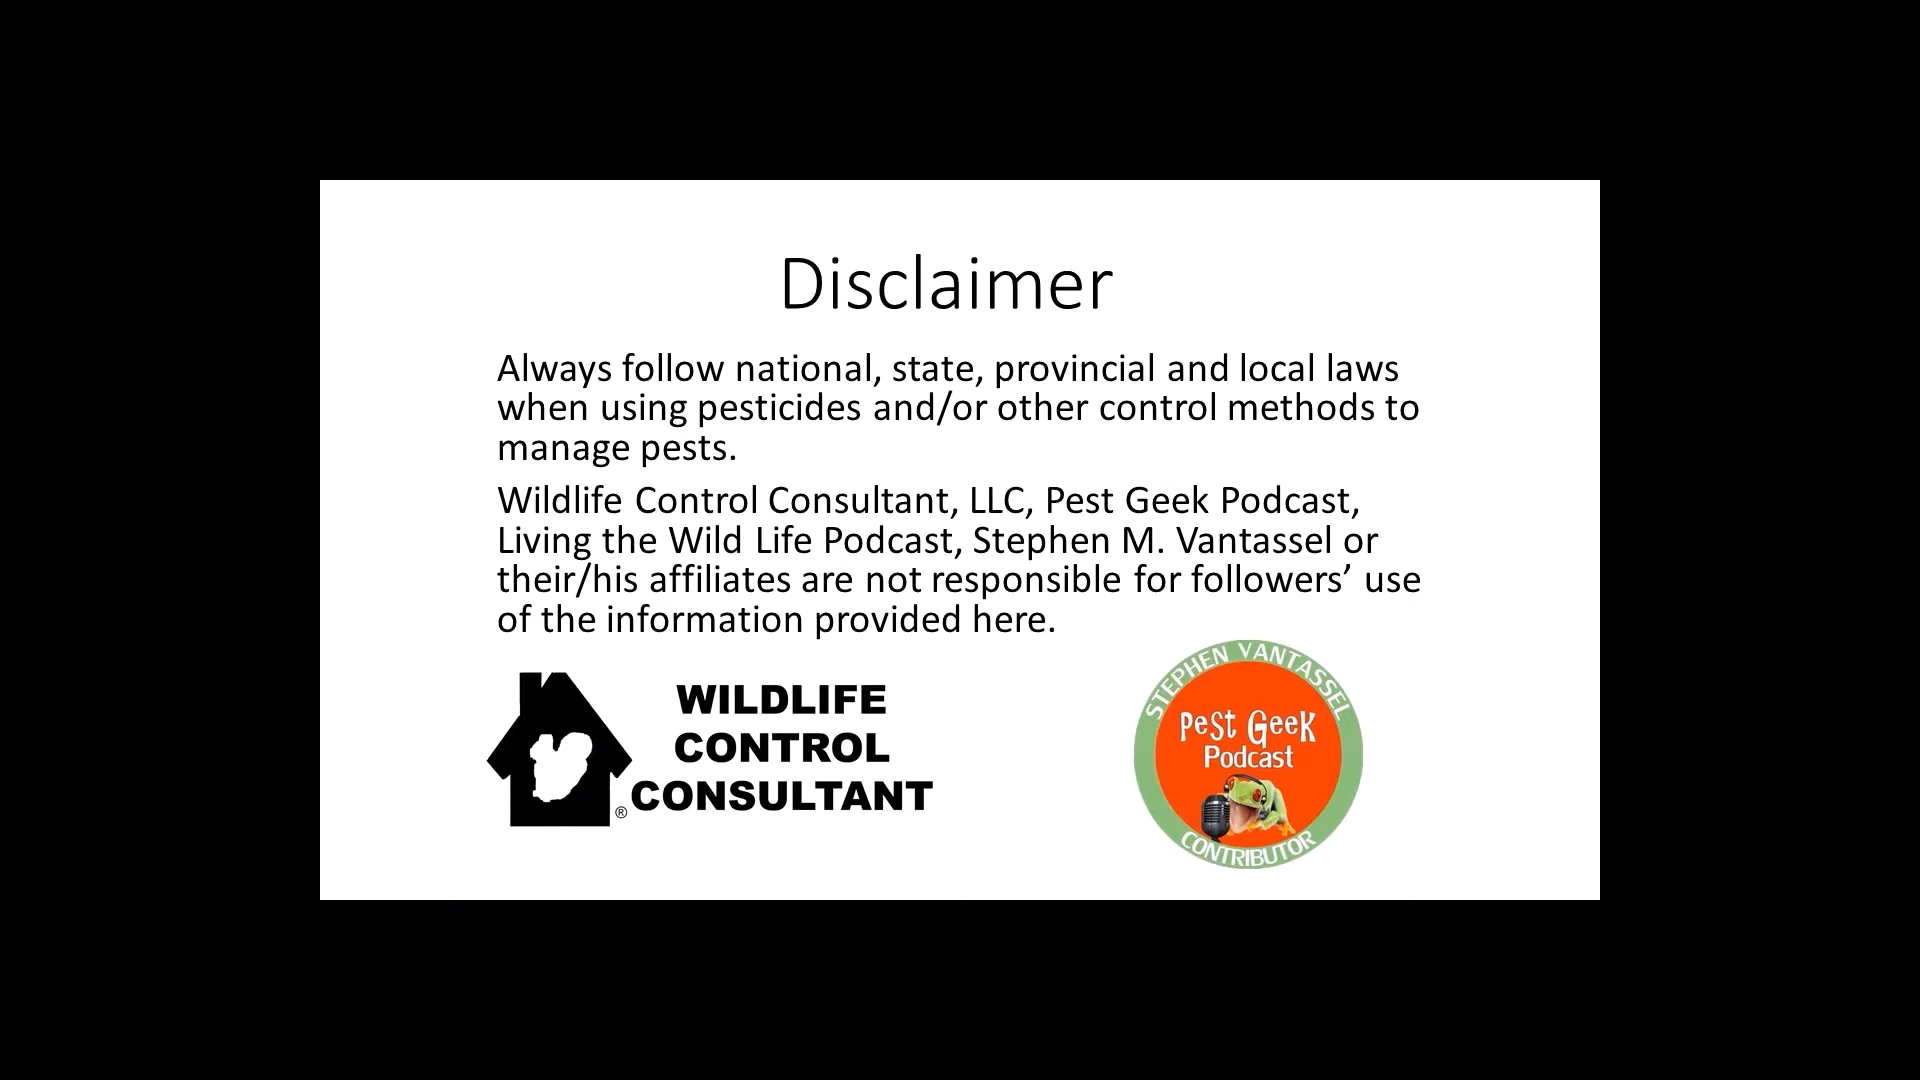 Disclaimer
Always follow national, state, provincial and local laws
when using pesticides and/or other control methods to
manage pests.
Wildlife Control Consultant, LLC, Pest Geek Podcast,
Living the Wild Life Podcast, Stephen M. Vantassel or
their/his affiliates are not responsible for followers’ use
of the information provided here.
WILDLIFE
CONTROL
®CONSULTANT
STEPHEN VANTASSEL
PeSt GeeK
Podcast
CONTRIBUTOR